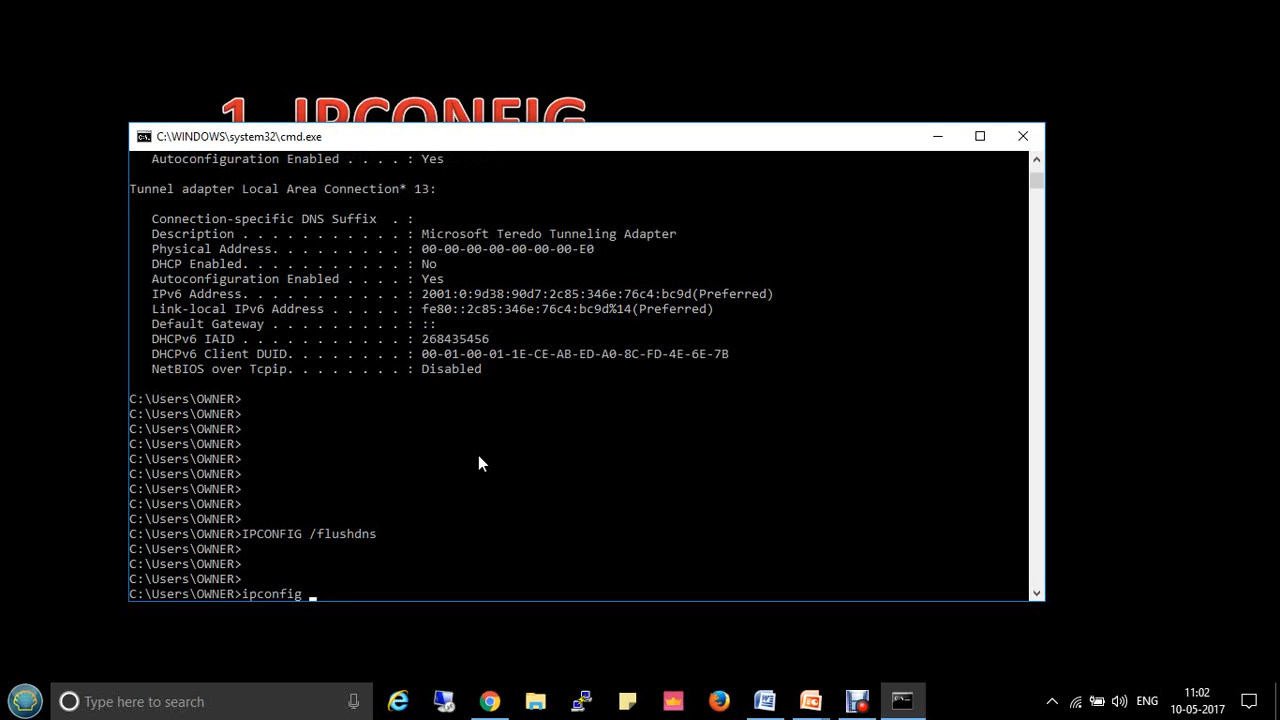 1. IPCONFIG
C:\WINDOWS\system32\cmd.exe
Autoconfiguration Enabled . . . . : Yes
Tunnel adapter Local Area Connection* 13:
Connection-specific DNS Suffix  . :
Description . . . . . . . . . . . : Microsoft Teredo Tunneling Adapter
Physical Address. . . . . . . . . : 00-00-00-00-00-00-00-E0
DHCP Enabled. . . . . . . . . . . : No
Autoconfiguration Enabled . . . . : Yes
IPv6 Address. . . . . . . . . . . : 2001:0:9d38:90d7:2c85:346e:76c4:bc9d(Preferred)
Link-local IPv6 Address . . . . . : fe80::2c85:346e:76c4:bc9d%14(Preferred)
Default Gateway . . . . . . . . . : ::
DHCPv6 IAID . . . . . . . . . . . : 268435456
DHCPv6 Client DUID. . . . . . . . : 00-01-00-01-1E-CE-AB-ED-A0-8C-FD-4E-6E-7B
NetBIOS over Tcpip. . . . . . . . : Disabled
C:\Users\OWNER>
C:\Users\OWNER>
C:\Users\OWNER>
C:\Users\OWNER>
C:\Users\OWNER>
C:\Users\OWNER>
C:\Users\OWNER>
C:\Users\OWNER>
C:\Users\OWNER>
C:\Users\OWNER>IPCONFIG /flushdns
C:\Users\OWNER>
C:\Users\OWNER>
C:\Users\OWNER>
C:\Users\OWNER>ipconfig _
Type here to search
ENG
11:02
10-05-2017